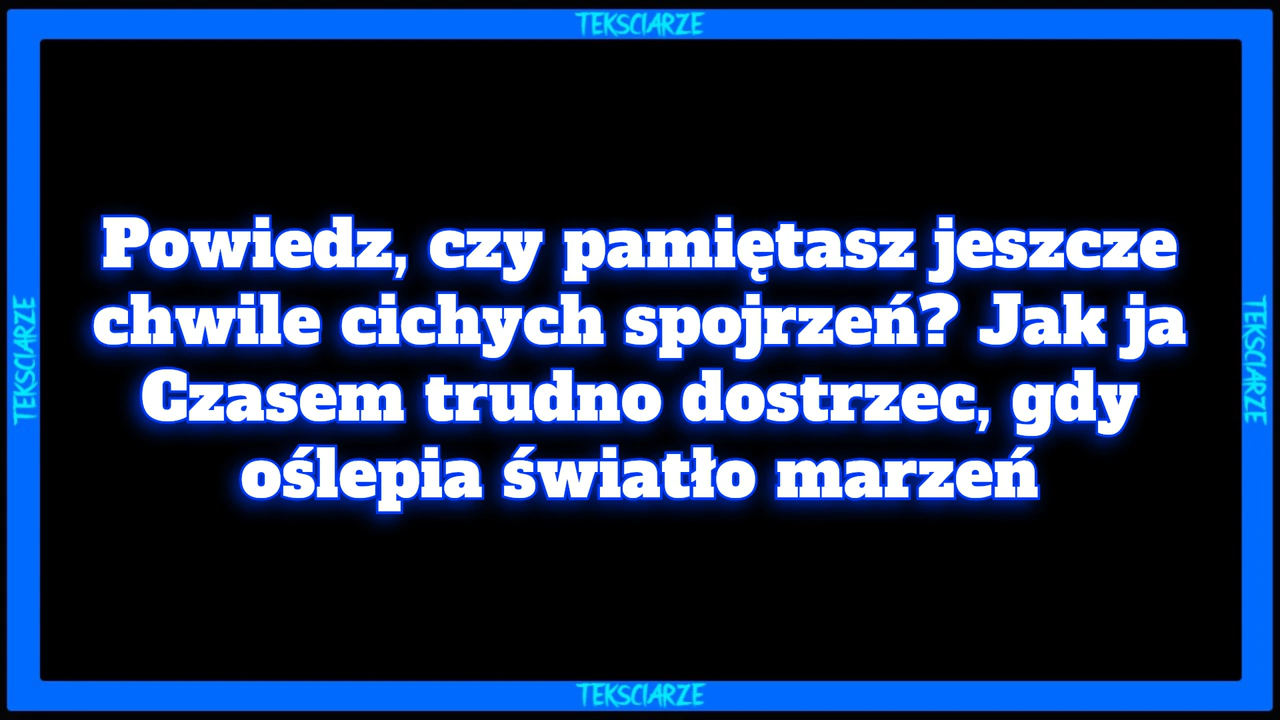 TEKSCIARZE
Powiedz, czy pamiętasz jeszcze
chwile cichych spojrzeń? Jak ja
Czasem trudno dostrzec, gdy
oślepia światło marzeń
TEKSCIARZE
TEKSCIARZE
TEKSCIARZE